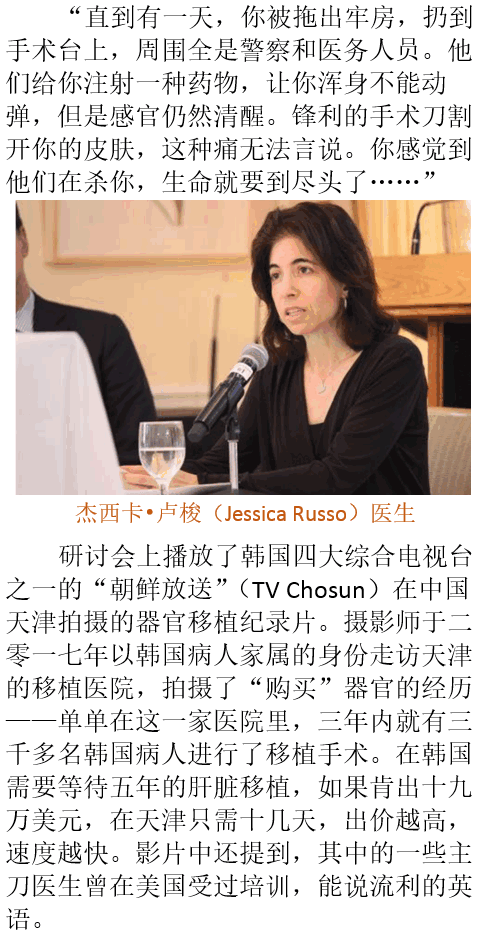 “直到有一天，你被拖出牢房，扔到
手术台上，周围全是警察和医务人员。他
们给你注射一种药物，让你浑身不能动
弹，但是感官仍然清醒。锋利的手术刀割
开你的皮肤，这种痛无法言说。你感觉到
他们在杀你，生命就要到尽头了……”
杰西卡•卢梭（Jessica Russo）医生
研讨会上播放了韩国四大综合电视台
之一的“朝鲜放送”（TV Chosun）在中国
天津拍摄的器官移植纪录片。摄影师于二
零一七年以韩国病人家属的身份走访天津
的移植医院，拍摄了“购买”器官的经历
——单单在这一家医院里，三年内就有三
千多名韩国病人进行了移植手术。在韩国
需要等待五年的肝脏移植，如果肯出十九
万美元，在天津只需十几天，出价越高，
速度越快。影片中还提到，其中的一些主
刀医生曾在美国受过培训，能说流利的英
语。